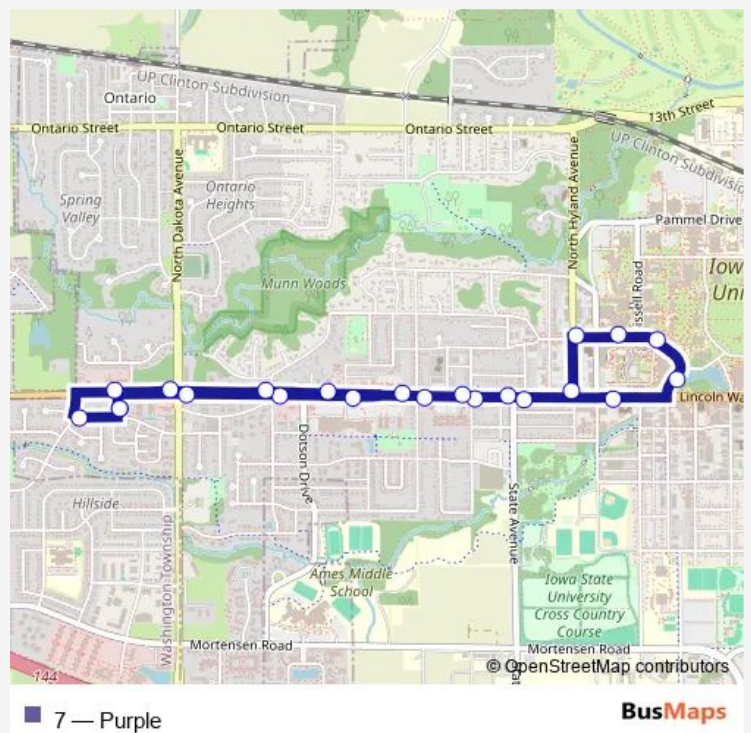 UP Clinton Subdivision
Ontario
13th Street
Ontario Street
Ontario Street
Ontario Street
UP Clinton Subdivisio
North Dakota Avenue
North Hyland Avenue
Spring
Valley
Ontario
Heights
Pammel Drive
Munn Woods
ssell Road
Iow
Uni
Lincoln Wa
Dotson Drive
State Avenue
Hillside
Washington Township
Ames Middle
School
Iowa State
University
Cross Country
Course
Mortensen Road
Mortensen Road
144
© OpenStreetMap contributors
7 — Purple
BusMaps